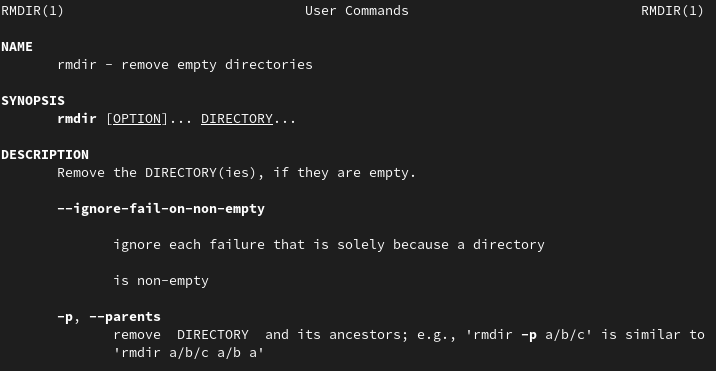 RMDIR(1) User Commands RMDIR(1)
NAME
rmdir - remove empty directories
SYNOPSIS
rmdir [OPTION]... DIRECTORY...
DESCRIPTION
Remove the DIRECTORY(ies), if they are empty.
--ignore-fail-on-non-empty
ignore each failure that is solely because a directory
is non-empty
-p, --parents
remove DIRECTORY and its ancestors; e.g., 'rmdir -p a/b/c' is similar to
'rmdir a/b/c a/b a'